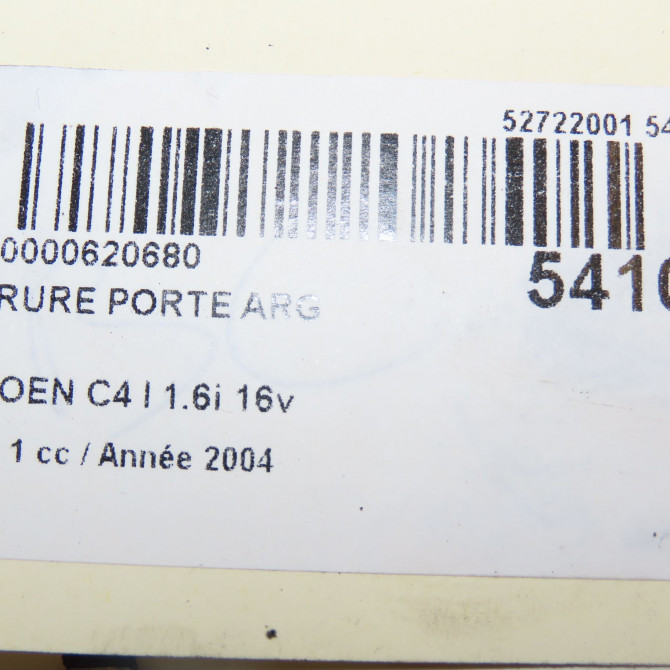 52722001 54
0000620680
5410
RURE PORTE ARG
OEN C4 I 1.6i 16v
1 cc / Année 2004